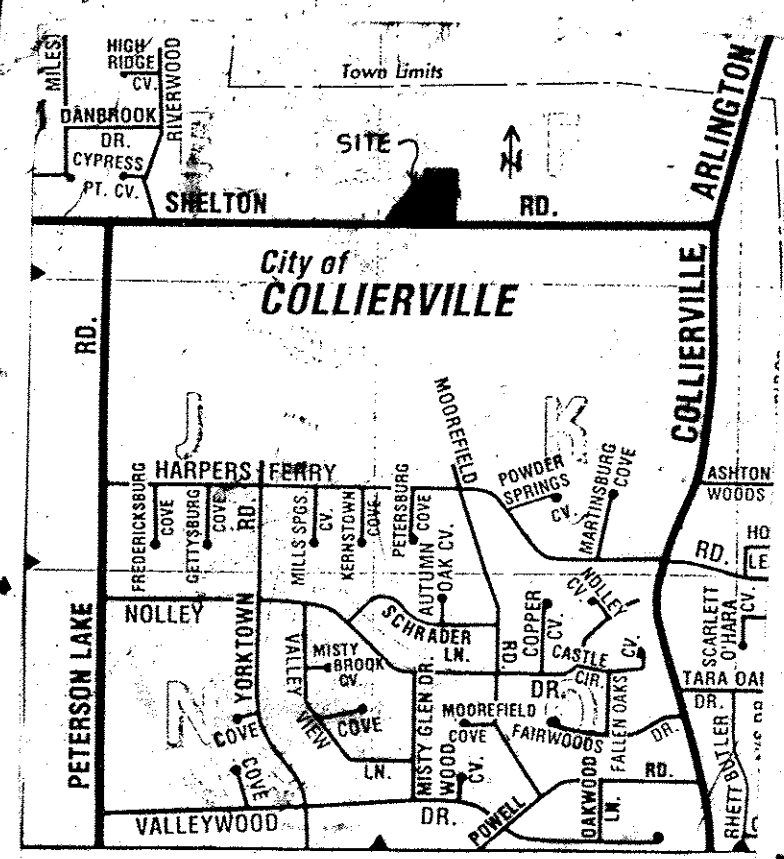 MILES
HIGH
RIDGE
CV.
RIVERWOOD
Town Limits
ARLINGTON
DANBROOK
DR.
CYPRESS
PT. CV.
SITE
N
F
SHELTON
RD.
City of
COLLIERVILLE
COLLIERVILLE
RD.
J
K
MOOREFIELD
HARPERS FERRY
POWDER
SPRINGS
CV.
MARTINSBURG
COVE
ASHTON
WOODS
FREDERICKSBURG
COVE
GETTYSBURG
COVE
RD.
MILLS SPGS.
CV.
KERNSTOWN
COVE
PETERSBURG
COVE
AUTUMN
OAK CV.
RD.
HO
LE
NOLLEY
SCHRADER
LN.
RD.
COPPER
CV.
NOLLEY
CV.
CASTLE
CIR.
CV.
SCARLETT
O'HARA
CV.
PETERSON LAKE
YORKTOWN
VALLEY
VIEW
LN.
MISTY
BROOK
CV.
COVE
MISTY GLEN DR.
DR.
TARA OA
DR.
N
COVE
COVE
MOOREFIELD
COVE
FAIRWOODS
DR.
FALLEN OAKS
WOOD
CV.
RD.
OAKWOOD
LN.
RHETT BUTLER
VALLEYWOOD
DR.
POWELL